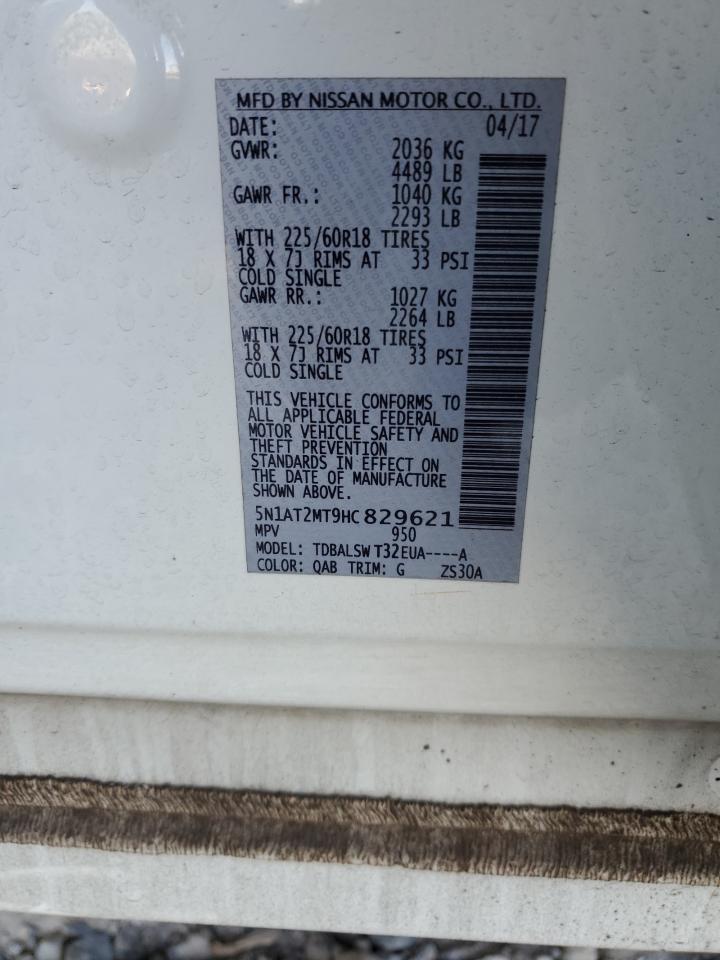 MFD BY NISSAN MOTOR CO., LTD.
DATE: 04/17
GVWR: 2036 KG
4489 LB
GAWR FR.: 1040 KG
2293 LB
WITH 225/60R18 TIRES
18 X 7J RIMS AT 33 PSI
COLD SINGLE
GAWR RR.: 1027 KG
2264 LB
WITH 225/60R18 TIRES
18 X 7J RIMS AT 33 PSI
COLD SINGLE
THIS VEHICLE CONFORMS TO
ALL APPLICABLE FEDERAL
MOTOR VEHICLE SAFETY AND
THEFT PREVENTION
STANDARDS IN EFFECT ON
THE DATE OF MANUFACTURE
SHOWN ABOVE.
5N1AT2MT9HC829621
MPV 950
MODEL: TDBALSW T32EUA----A
COLOR: QAB TRIM: G ZS30A